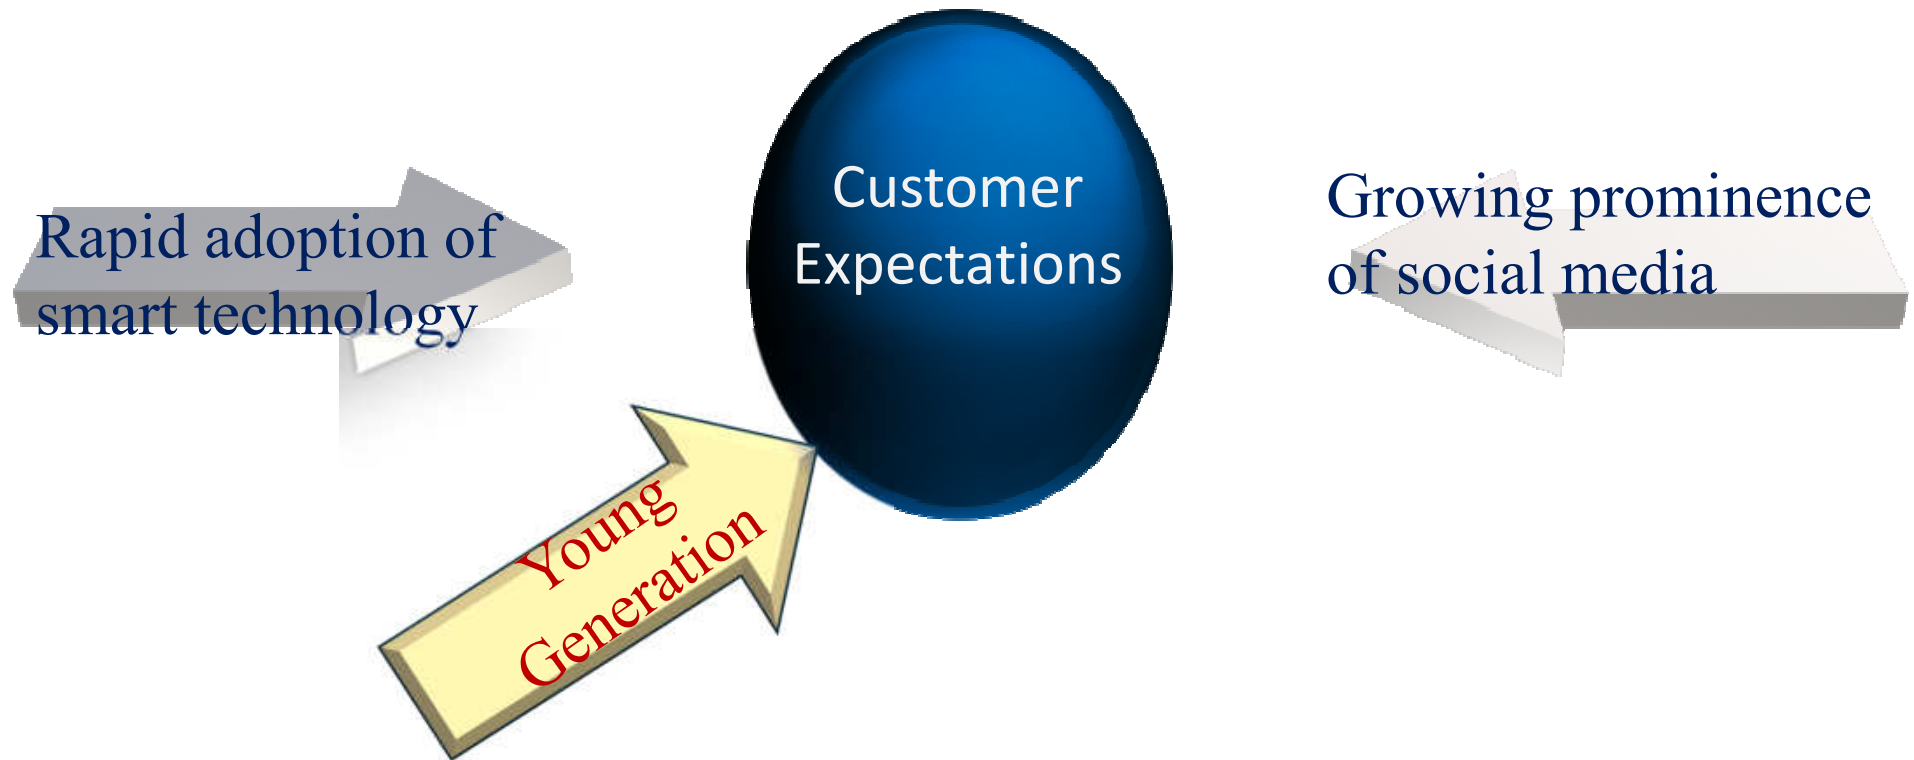 Customer
Expectations
Rapid adoption of
smart technology
Growing prominence
of social media
Young
Generation